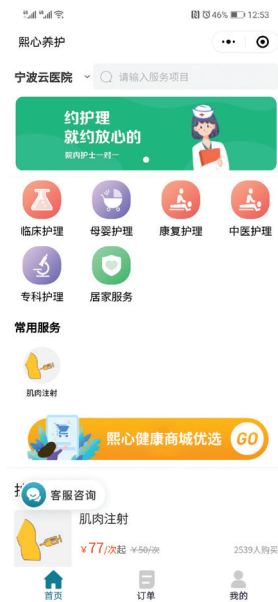 46% 12:53
熙心养护
宁波云医院 请输入服务项目
约护理
就约放心的
院内护士一对一
临床护理 母婴护理 康复护理 中医护理
专科护理 居家服务
常用服务
肌肉注射
熙心健康商城优选 GO
客服咨询
肌肉注射
¥77/次起 ¥50/次 2539人购买
首页 订单 我的